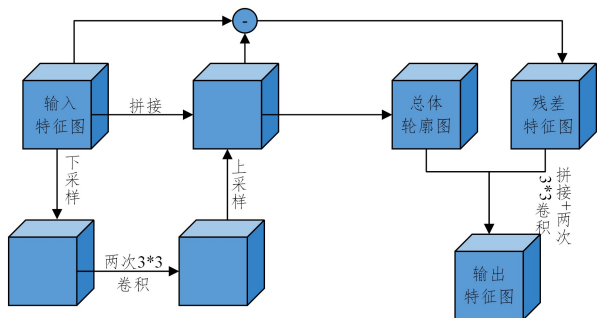 -
输入
特征图
拼接
总体
轮廓图
残差
特征图
下采样
上采样
拼接+两次
3*3卷积
两次3*3
卷积
输出
特征图